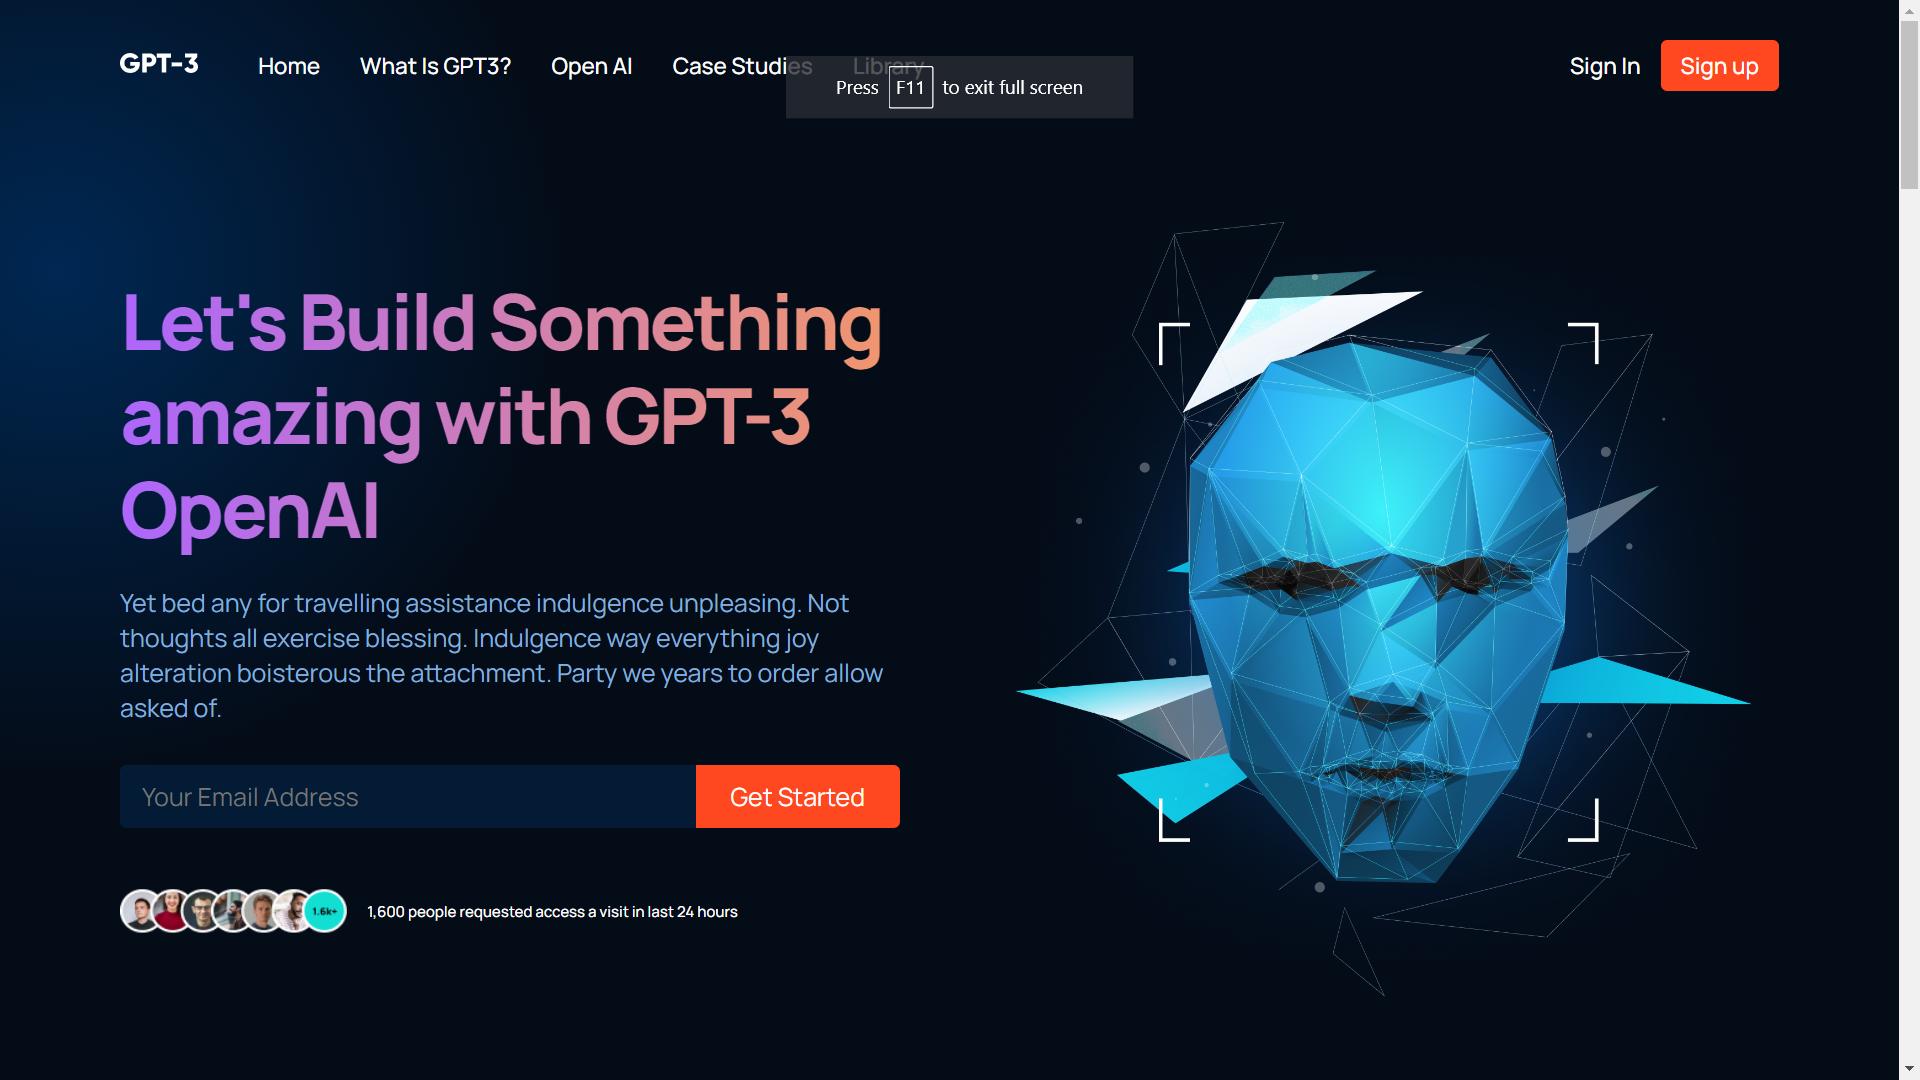 GPT-3
Home What Is GPT3? Open AI Case Studies Library
Sign In Sign up
Press F11 to exit full screen
Let's Build Something
amazing with GPT-3
OpenAI
Yet bed any for travelling assistance indulgence unpleasing. Not
thoughts all exercise blessing. Indulgence way everything joy
alteration boisterous the attachment. Party we years to order allow
asked of.
Your Email Address Get Started
1.6k+ 1,600 people requested access a visit in last 24 hours